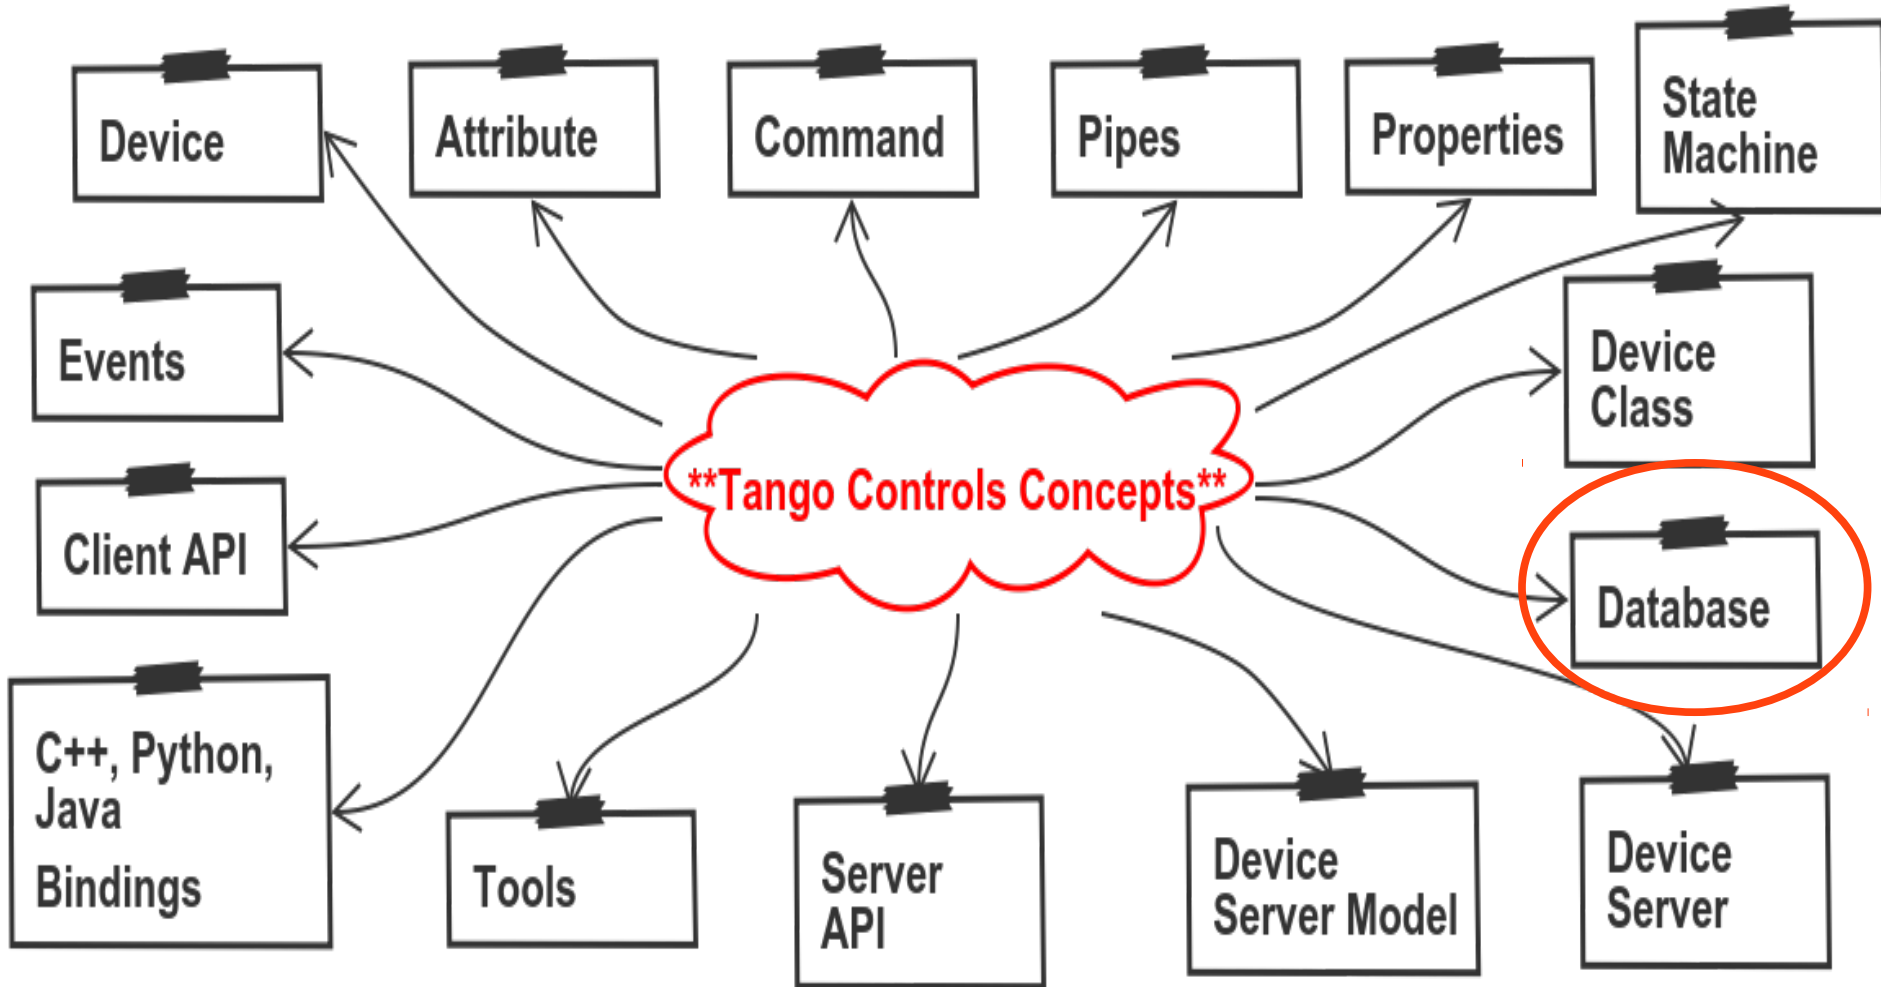 Device
Attribute
Command
Pipes
Properties
State
Machine
Events
Device
Class
**Tango Controls Concepts**
Client API
Database
C++, Python,
Java
Bindings
Tools
Server
API
Device
Server Model
Device
Server